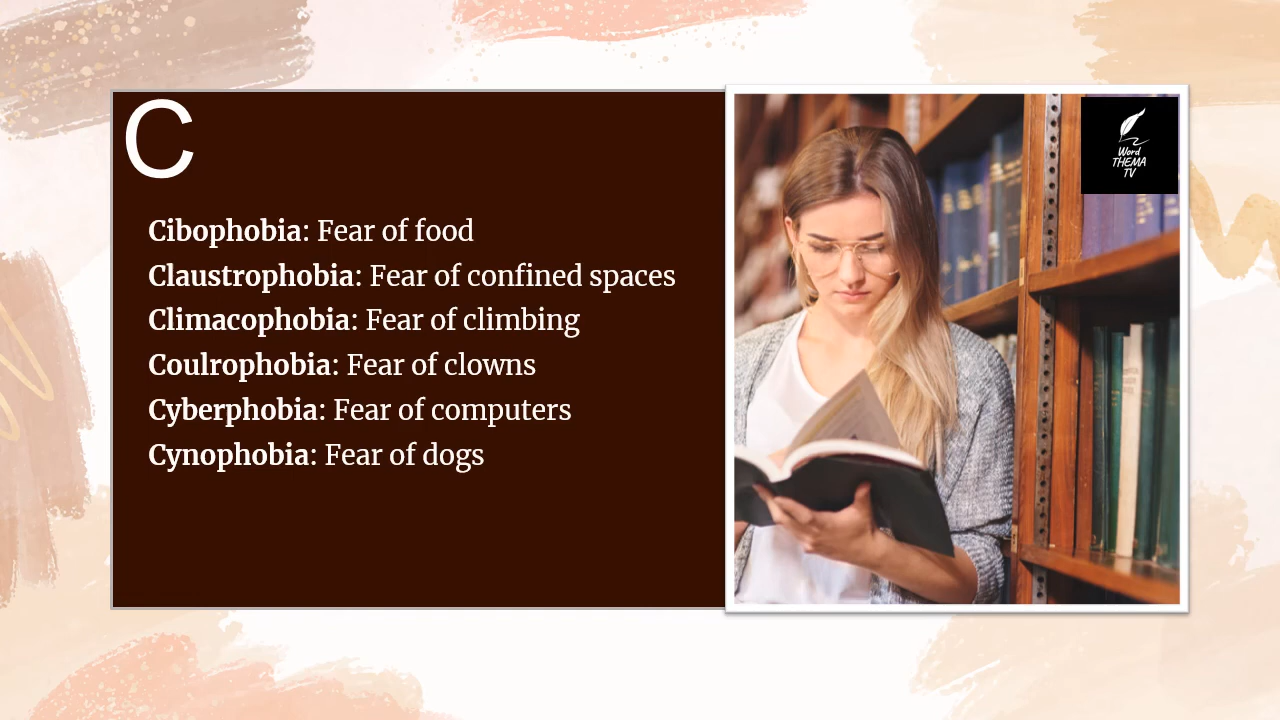 C
Cibophobia: Fear of food
Claustrophobia: Fear of confined spaces
Climacophobia: Fear of climbing
Coulrophobia: Fear of clowns
Cyberphobia: Fear of computers
Cynophobia: Fear of dogs
Word
THEMA
TV